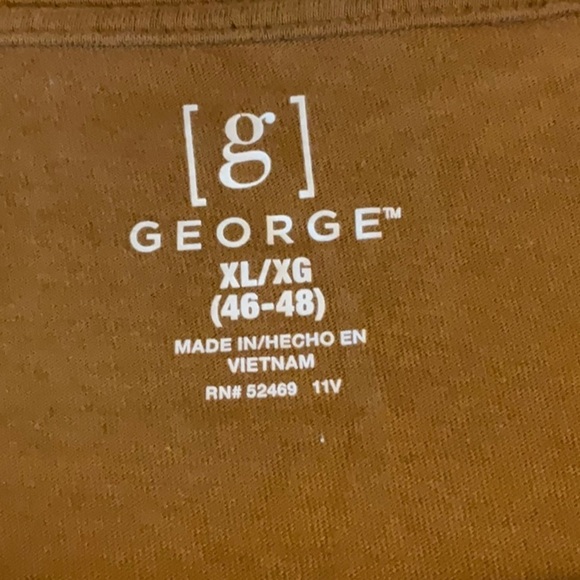 [g]
GEORGE™
XL/XG
(46-48)
MADE IN/HECHO EN
VIETNAM
RN# 52469 11V